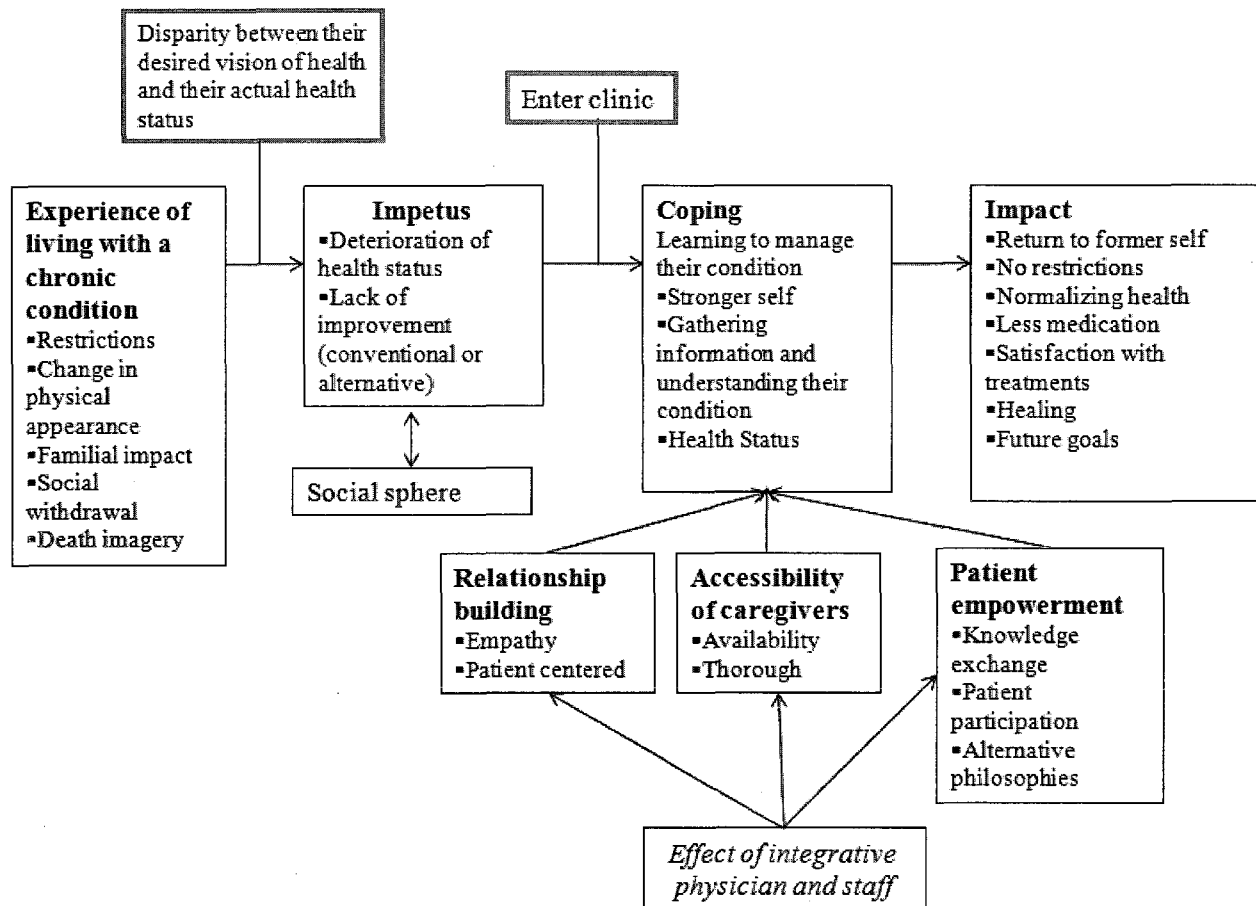 Disparity between their
desired vision of health
and their actual health
status
Enter clinic
Experience of
living with a
chronic
condition
▪Restrictions
▪Change in
physical
appearance
▪Familial impact
▪Social
withdrawal
▪Death imagery
Impetus
▪Deterioration of
health status
▪Lack of
improvement
(conventional or
alternative)
Social sphere
Coping
Learning to manage
their condition
▪Stronger self
▪Gathering
information and
understanding their
condition
▪Health Status
Impact
▪Return to former self
▪No restrictions
▪Normalizing health
▪Less medication
▪Satisfaction with
treatments
▪Healing
▪Future goals
Relationship
building
▪Empathy
▪Patient centered
Accessibility
of caregivers
▪Availability
▪Thorough
Patient
empowerment
▪Knowledge
exchange
▪Patient
participation
▪Alternative
philosophies
Effect of integrative
physician and staff